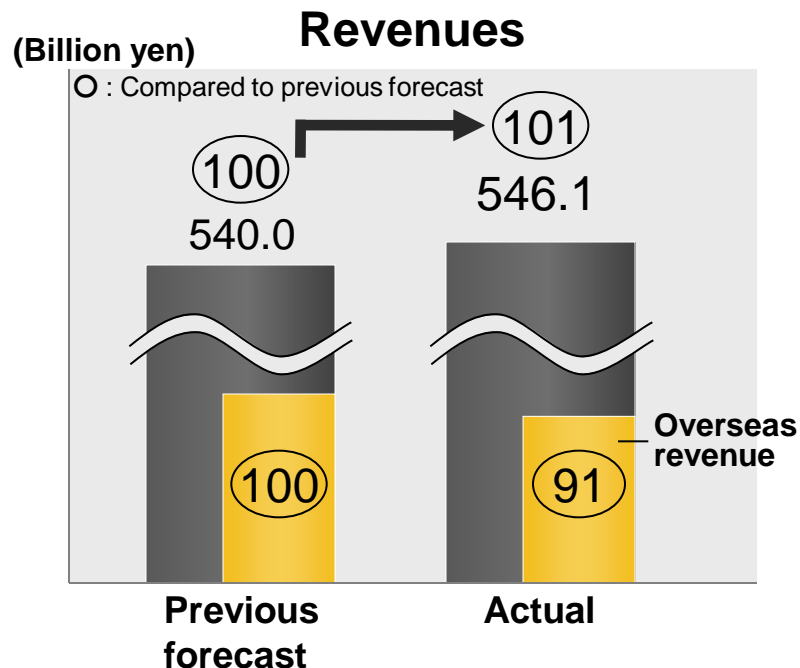 Revenues
(Billion yen)
O : Compared to previous forecast
101
100
546.1
540.0
Overseas
revenue
100
91
Previous
forecast
Actual